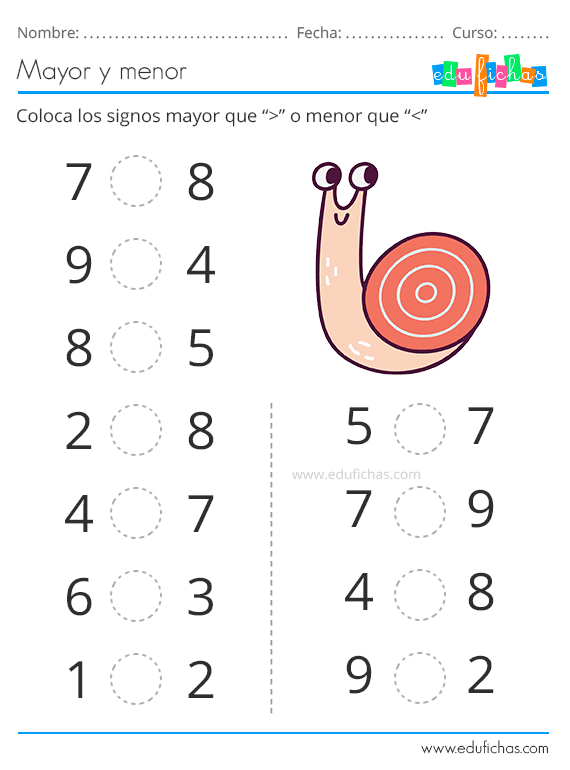 Nombre: ................................. Fecha: ................ Curso: ........
Mayor y menor
edufichas
Coloca los signos mayor que “>” o menor que “<”
7 8
9 4
8 5
2 8
4 7
6 3
1 2
5 7
www.edufichas.com
7 9
4 8
9 2
www.edufichas.com